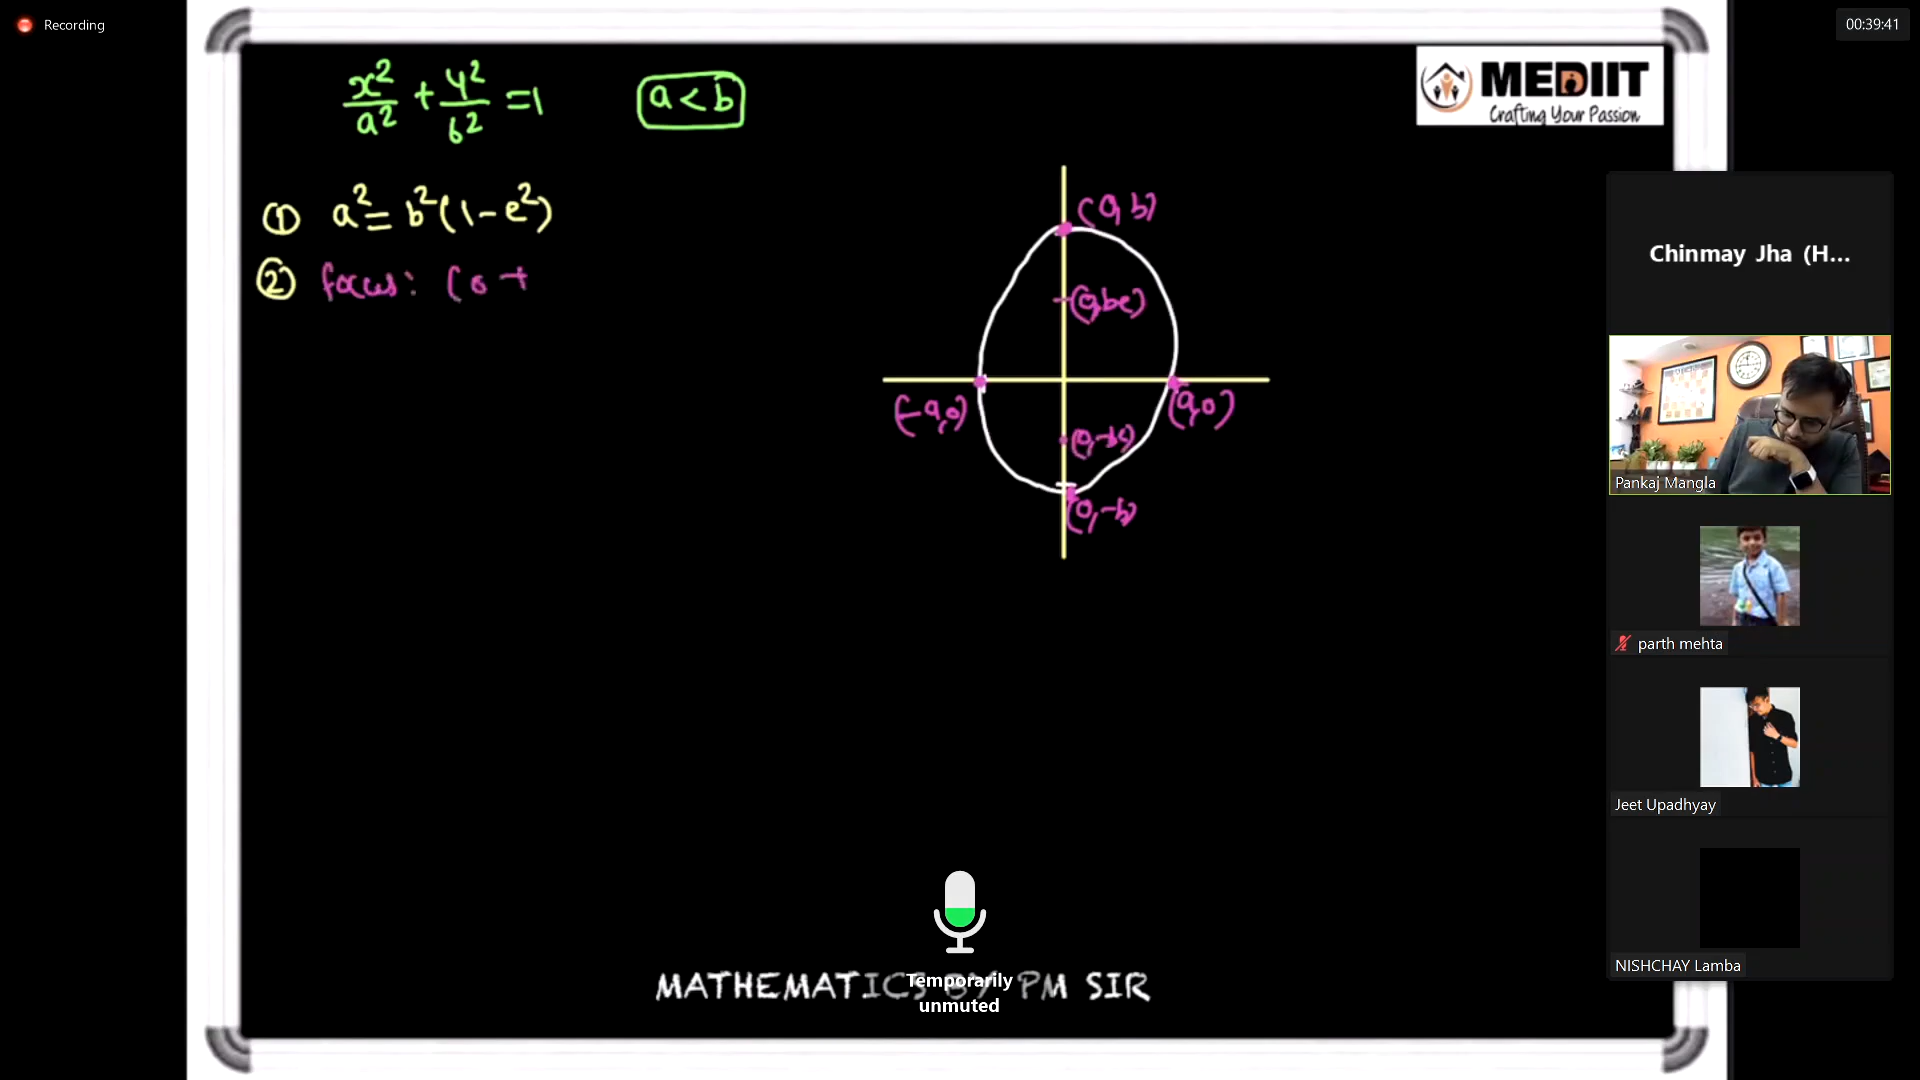 Recording
00:39:41
x²/a² + y²/b² = 1
a < b
MEDIIT
Crafting Your Passion
① a² = b²(1 - e²)
② focus: (0 +
(0, b)
(0, be)
(-a, 0)
(a, 0)
(0, -be)
(0, -b)
Chinmay Jha (H...
Pankaj Mangla
parth mehta
Jeet Upadhyay
NISHCHAY Lamba
MATHEMATICS BY PM SIR
Temporarily
unmuted